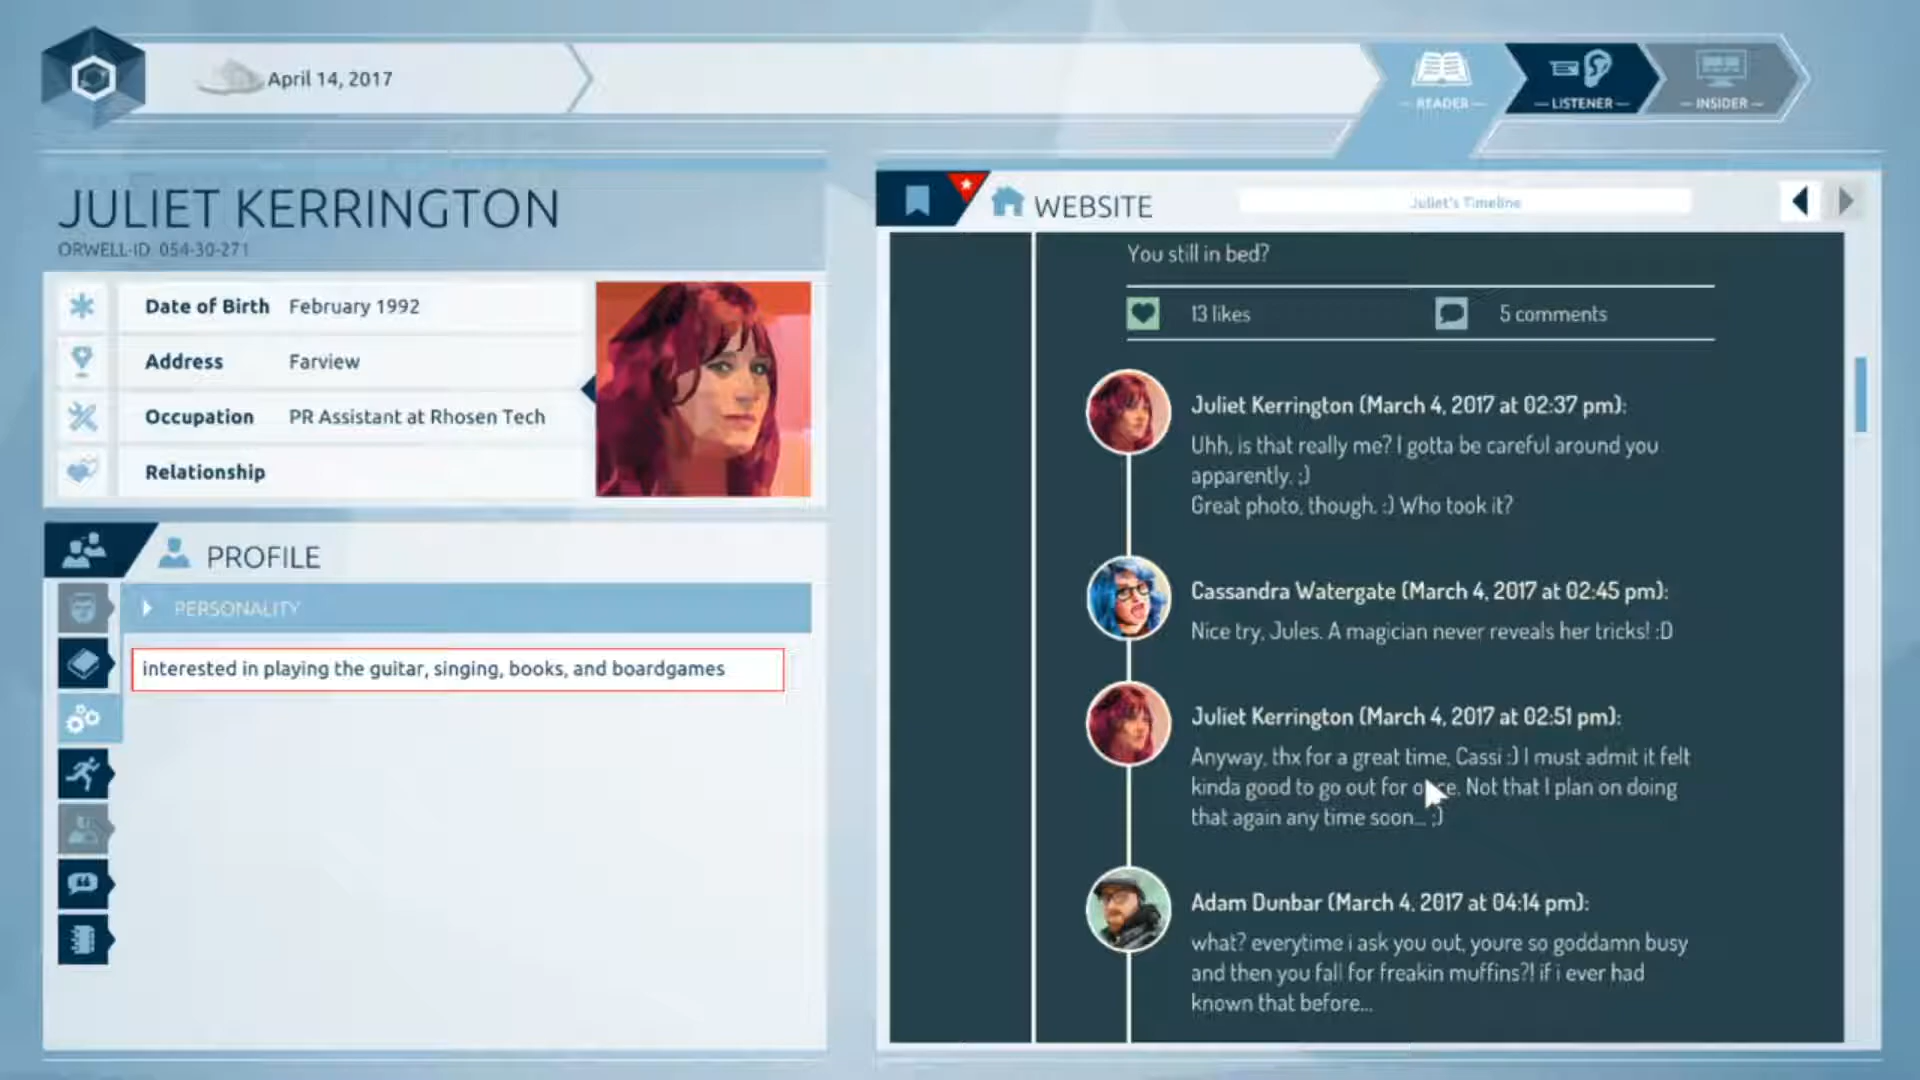 April 14, 2017
— READER —
— LISTENER —
— INSIDER —
JULIET KERRINGTON
ORWELL-ID 054-30-271
Date of Birth February 1992
Address Farview
Occupation PR Assistant at Rhosen Tech
Relationship
PROFILE
PERSONALITY
interested in playing the guitar, singing, books, and boardgames
WEBSITE
Juliet's Timeline
You still in bed?
13 likes
5 comments
Juliet Kerrington (March 4, 2017 at 02:37 pm):
Uhh, is that really me? I gotta be careful around you
apparently. ;)
Great photo, though. :) Who took it?
Cassandra Watergate (March 4, 2017 at 02:45 pm):
Nice try, Jules. A magician never reveals her tricks! :D
Juliet Kerrington (March 4, 2017 at 02:51 pm):
Anyway, thx for a great time, Cassi :) I must admit it felt
kinda good to go out for once. Not that I plan on doing
that again any time soon... ;)
Adam Dunbar (March 4, 2017 at 04:14 pm):
what? everytime i ask you out, youre so goddamn busy
and then you fall for freakin muffins?! if i ever had
known that before...